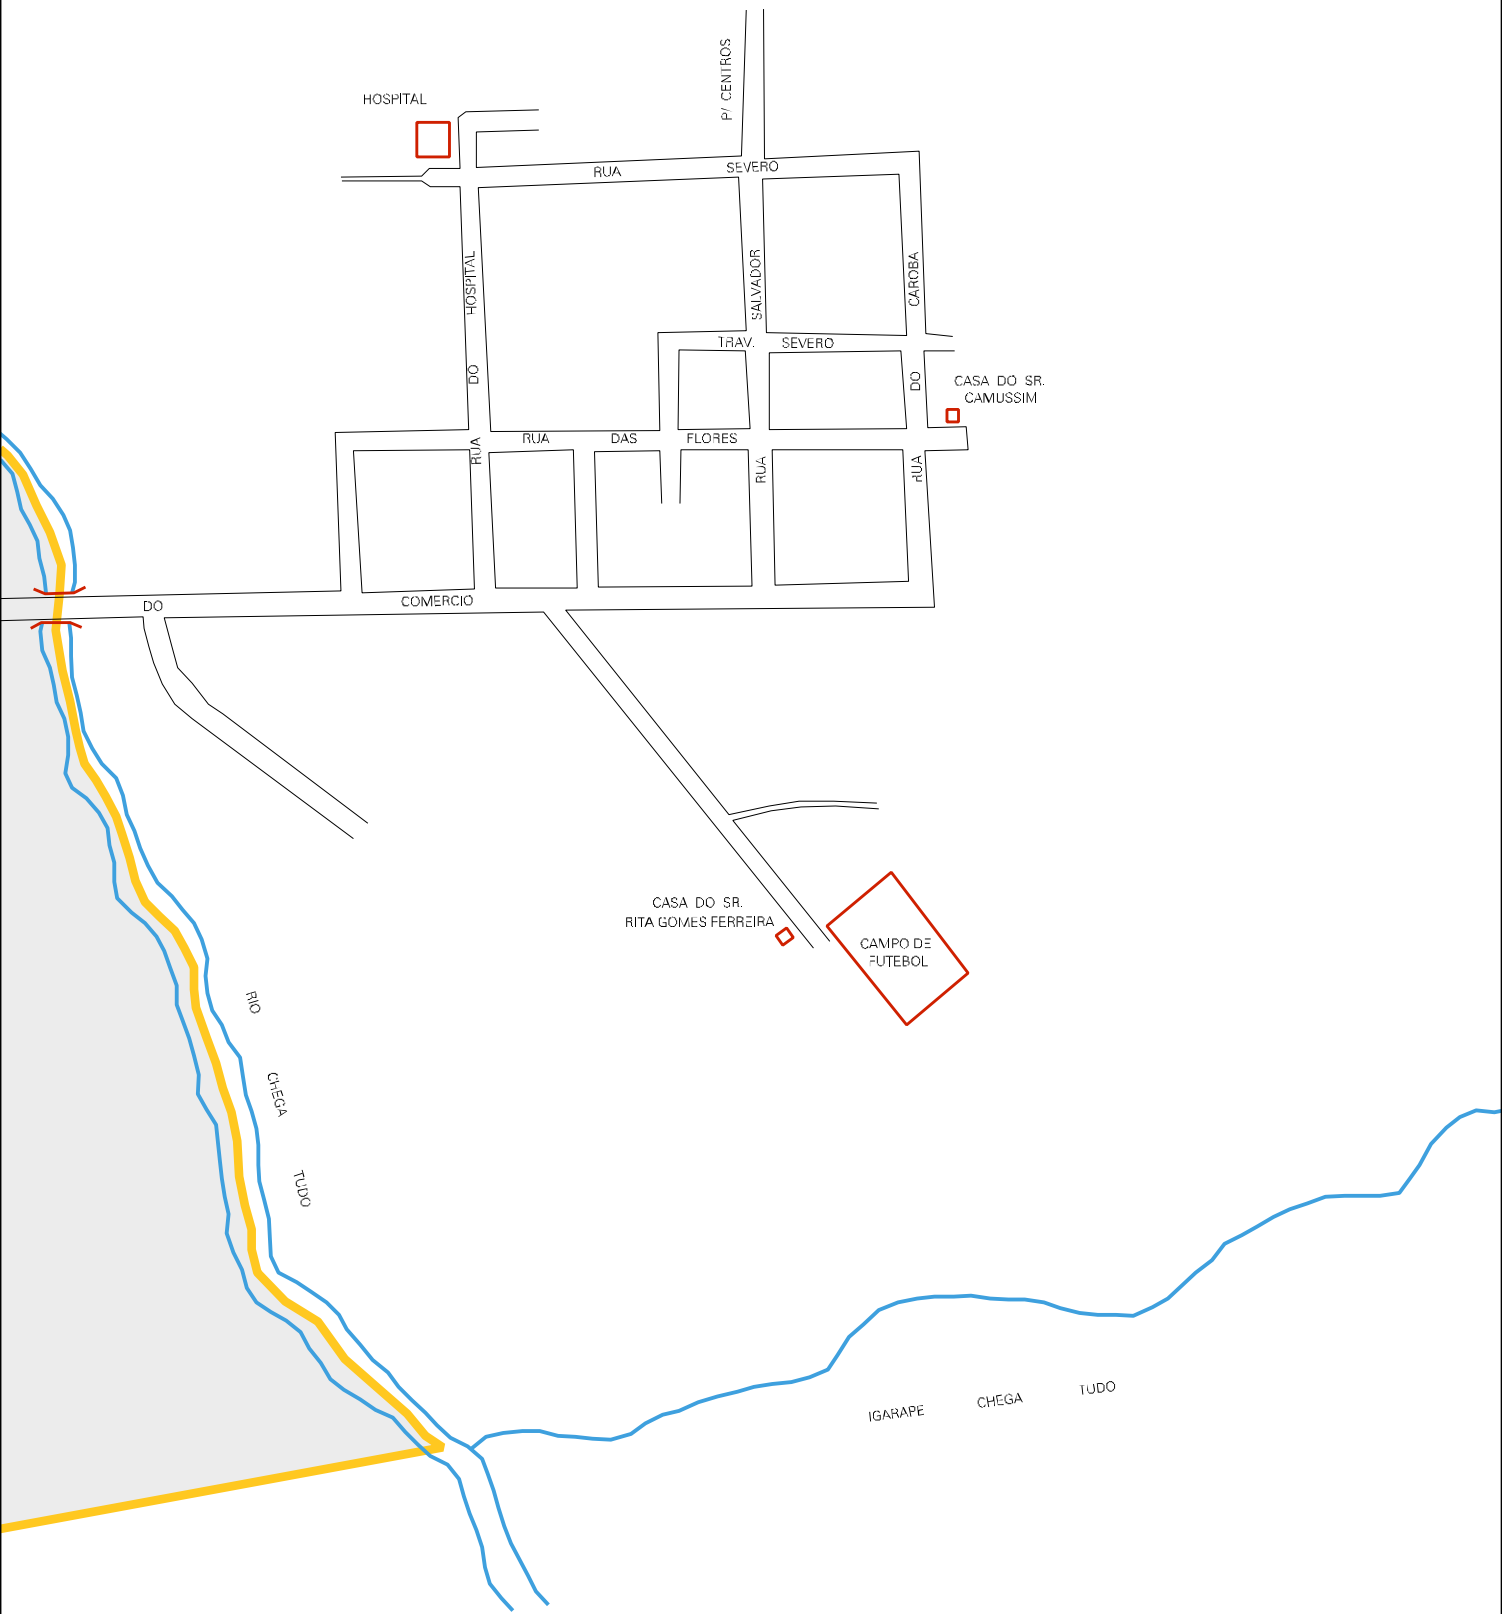 P/ CENTROS
HOSPITAL
RUA SEVERO
RUA DO HOSPITAL
RUA SALVADOR
RUA DO CAROBA
TRAV. SEVERO
CASA DO SR.
CAMUSSIM
RUA DAS FLORES
DO COMERCIO
CASA DO SR.
RITA GOMES FERREIRA
CAMPO DE
FUTEBOL
RIO CHEGA TUDO
IGARAPE CHEGA TUDO